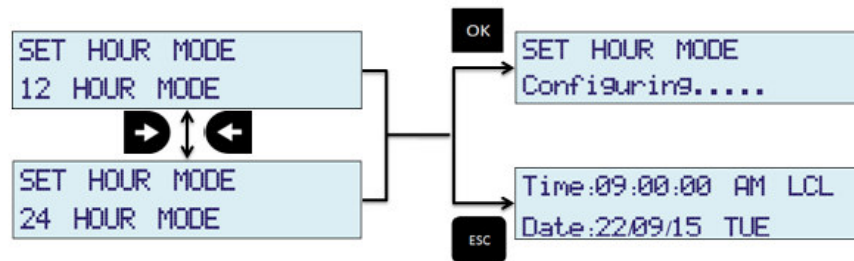 SET HOUR MODE
12 HOUR MODE
SET HOUR MODE
24 HOUR MODE
OK
SET HOUR MODE
Configuring.....
Time:09:00:00 AM LCL
Date:22/09/15 TUE
ESC